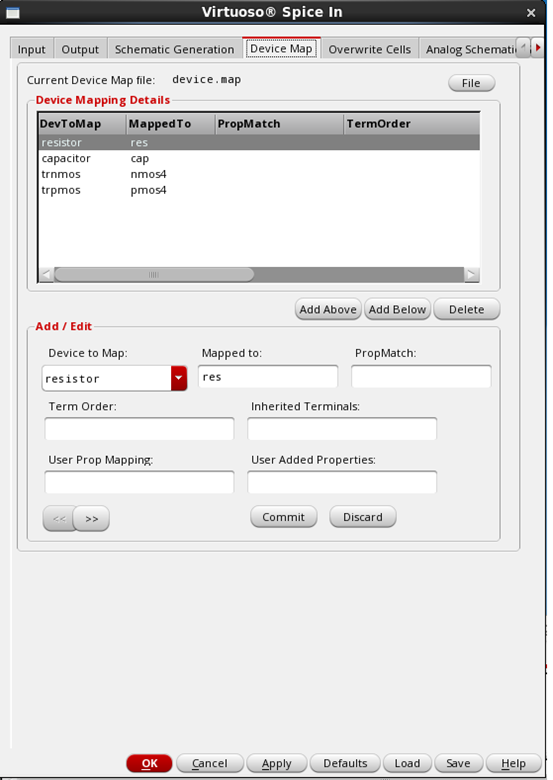 Virtuoso® Spice In
Input Output Schematic Generation Device Map Overwrite Cells Analog Schemati
Current Device Map file: device.map File
Device Mapping Details
DevToMap MappedTo PropMatch TermOrder
resistor res
capacitor cap
trnmos nmos4
trpmos pmos4
Add Above Add Below Delete
Add / Edit
Device to Map: Mapped to: PropMatch:
resistor res
Term Order: Inherited Terminals:
User Prop Mapping: User Added Properties:
<< >> Commit Discard
OK Cancel Apply Defaults Load Save Help